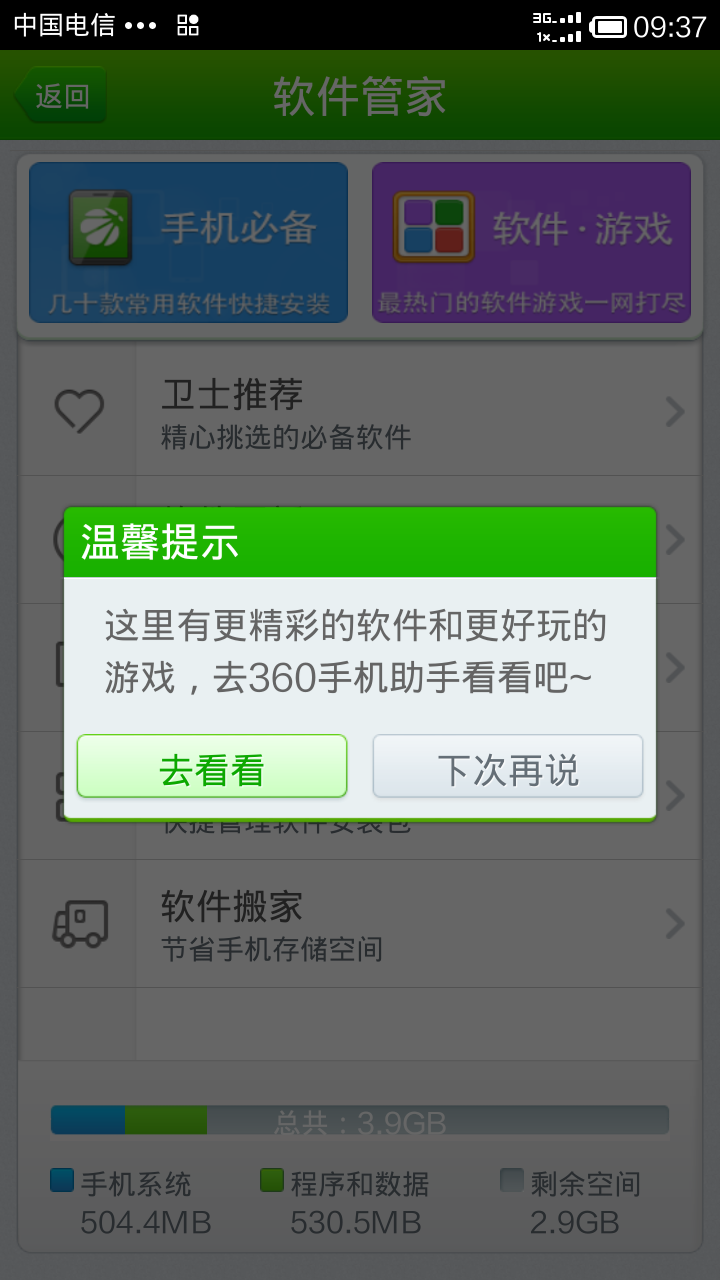 中国电信 ••• 3G 1× 09:37
返回 软件管家
手机必备 软件·游戏
几十款常用软件快捷安装 最热门的软件游戏一网打尽
卫士推荐
精心挑选的必备软件
温馨提示
这里有更精彩的软件和更好玩的
游戏，去360手机助手看看吧~
去看看 下次再说
快捷管理软件安装包
软件搬家
节省手机存储空间
总共：3.9GB
手机系统 程序和数据 剩余空间
504.4MB 530.5MB 2.9GB